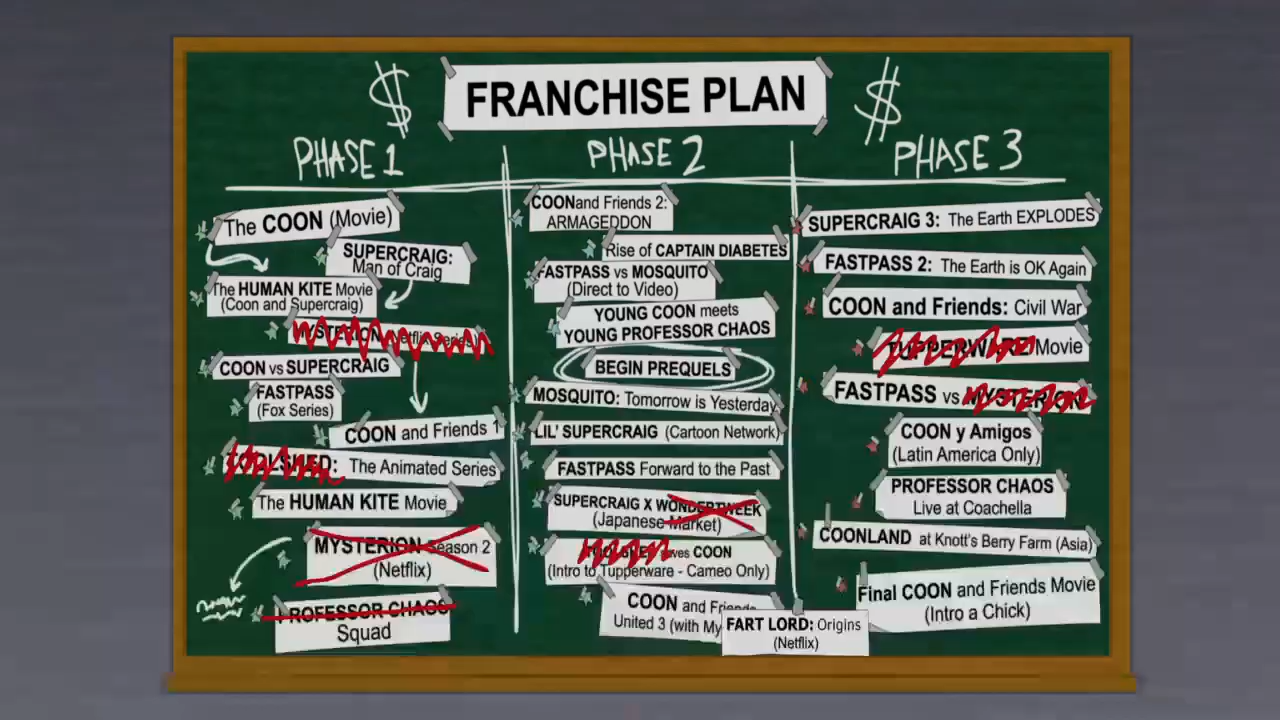 $ FRANCHISE PLAN $
PHASE 1
The COON (Movie)
SUPERCRAIG:
Man of Craig
The HUMAN KITE Movie
(Coon and Supercraig)
MYSTERION Netflix Series
COON vs SUPERCRAIG
FASTPASS
(Fox Series)
COON and Friends 1
The Animated Series
The HUMAN KITE Movie
MYSTERION Season 2
(Netflix)
PROFESSOR CHAOS
Squad
PHASE 2
COON and Friends 2:
ARMAGEDDON
Rise of CAPTAIN DIABETES
FASTPASS vs MOSQUITO
(Direct to Video)
YOUNG COON meets
YOUNG PROFESSOR CHAOS
BEGIN PREQUELS
MOSQUITO: Tomorrow is Yesterday
LIL' SUPERCRAIG (Cartoon Network)
FASTPASS Forward to the Past
SUPERCRAIG X WONDERTWEEK
(Japanese Market)
COON
(Intro to Tupperware - Cameo Only)
COON and Friends
United 3 (with My
FART LORD: Origins
(Netflix)
PHASE 3
SUPERCRAIG 3: The Earth EXPLODES
FASTPASS 2: The Earth is OK Again
COON and Friends: Civil War
TUPPERWARE Movie
FASTPASS vs MYSTERION
COON y Amigos
(Latin America Only)
PROFESSOR CHAOS
Live at Coachella
COONLAND at Knott's Berry Farm (Asia)
Final COON and Friends Movie
(Intro a Chick)